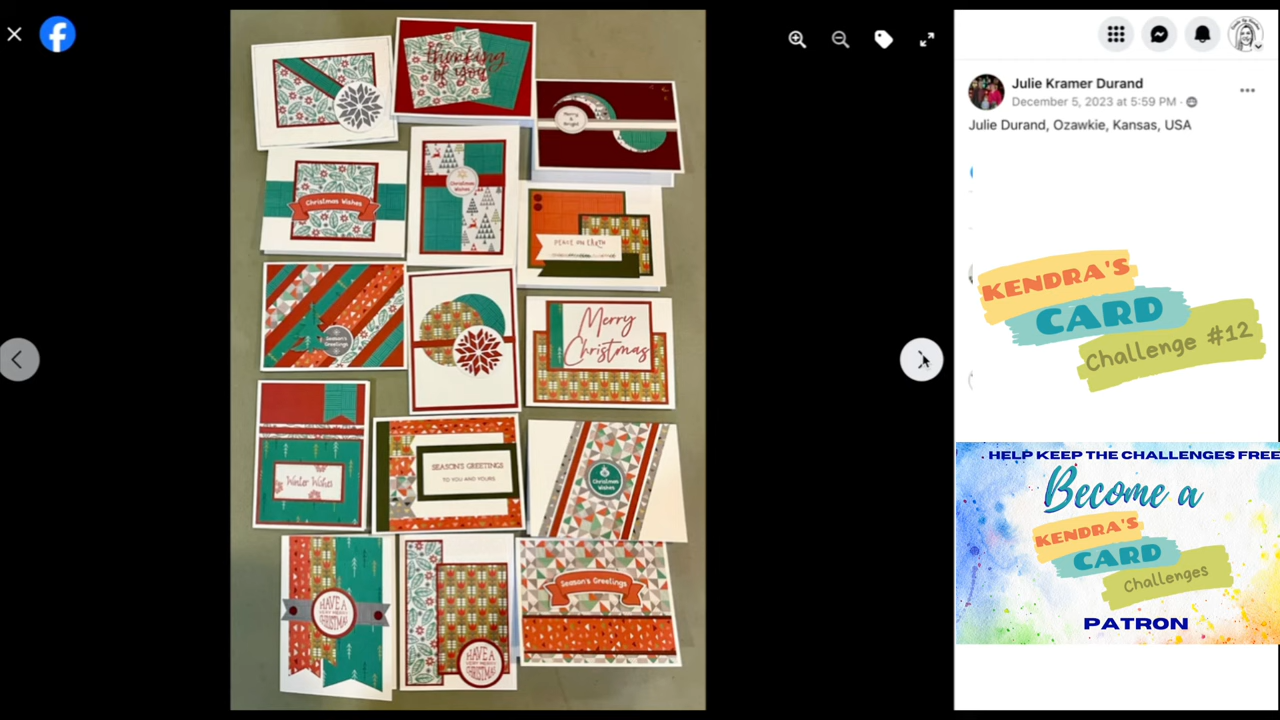 thinking
of you
Merry
&
Bright
Christmas Wishes
Christmas
Wishes
peace on earth
Season's
Greetings
Merry
Christmas
Winter Wishes
SEASON'S GREETINGS
TO YOU AND YOURS
Christmas
Wishes
HAVE A
VERY MERRY
CHRISTMAS!
HAVE A
VERY MERRY
CHRISTMAS!
Season's Greetings
Julie Kramer Durand
December 5, 2023 at 5:59 PM ·
Julie Durand, Ozawkie, Kansas, USA
KENDRA'S
CARD
Challenge #12
HELP KEEP THE CHALLENGES FREE
Become a
KENDRA'S
CARD
Challenges
PATRON